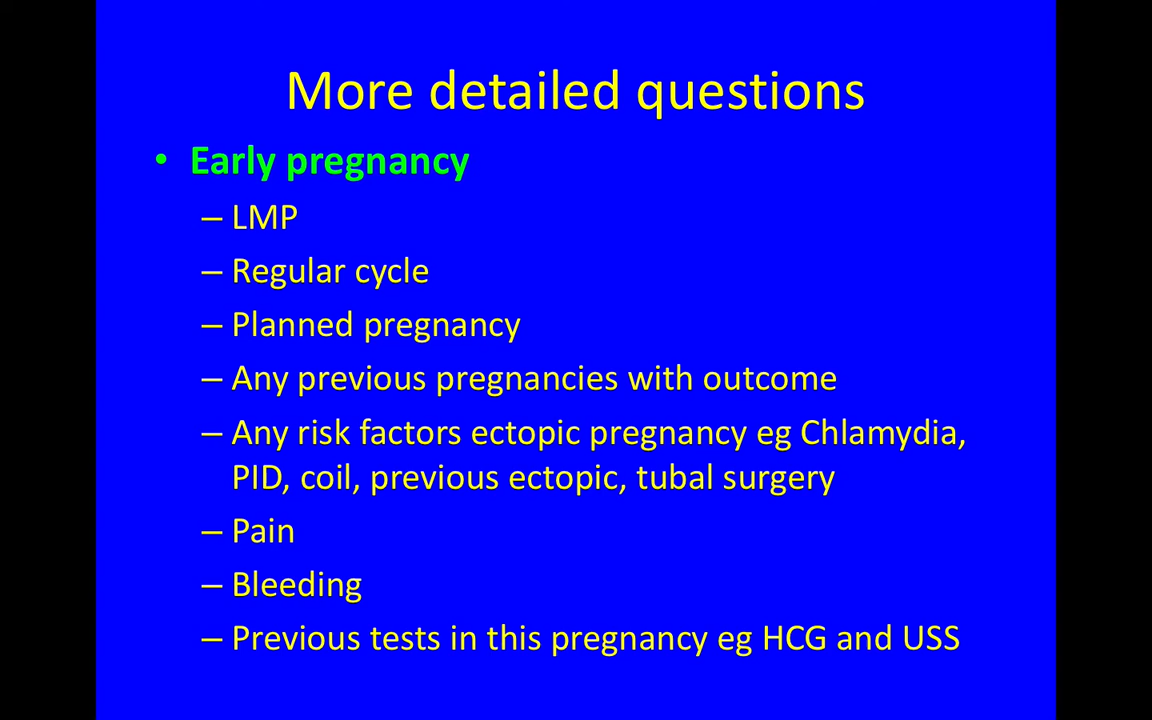 More detailed questions
• Early pregnancy
– LMP
– Regular cycle
– Planned pregnancy
– Any previous pregnancies with outcome
– Any risk factors ectopic pregnancy eg Chlamydia,
PID, coil, previous ectopic, tubal surgery
– Pain
– Bleeding
– Previous tests in this pregnancy eg HCG and USS